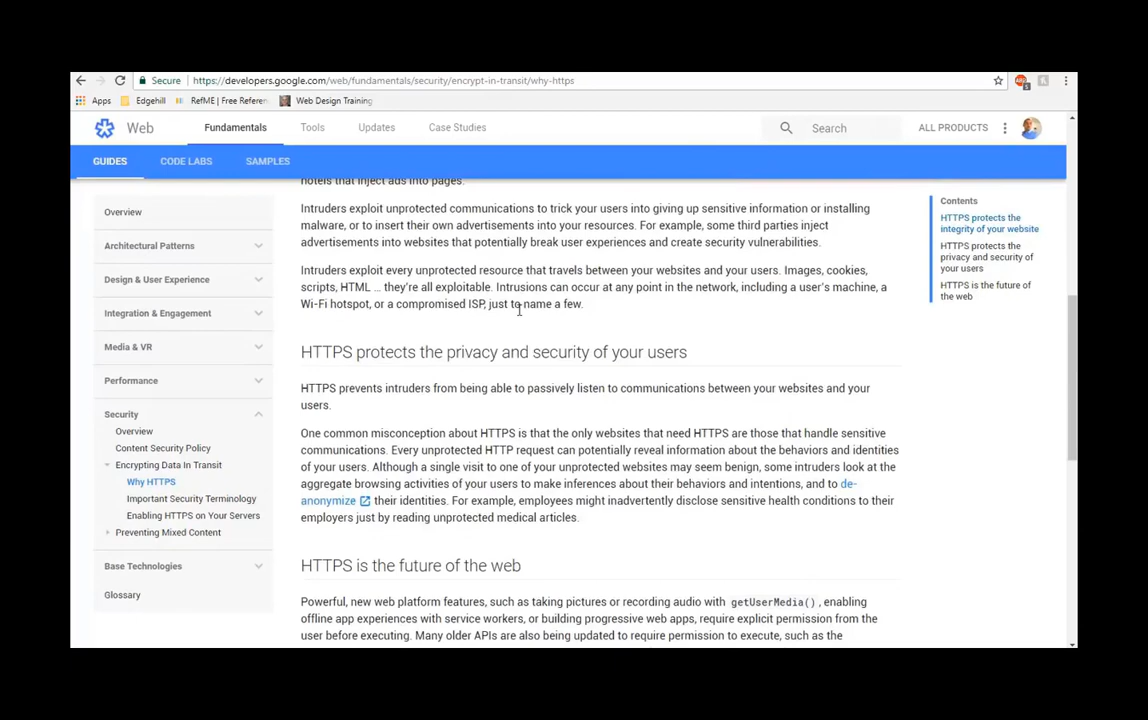 Secure https://developers.google.com/web/fundamentals/security/encrypt-in-transit/why-https
Apps Edgehill RefME | Free Referen Web Design Training
Web Fundamentals Tools Updates Case Studies Search ALL PRODUCTS
GUIDES CODE LABS SAMPLES
Overview
Architectural Patterns
Design & User Experience
Integration & Engagement
Media & VR
Performance
Security
Overview
Content Security Policy
Encrypting Data In Transit
Why HTTPS
Important Security Terminology
Enabling HTTPS on Your Servers
Preventing Mixed Content
Base Technologies
Glossary
hotels that inject ads into pages.
Intruders exploit unprotected communications to trick your users into giving up sensitive information or installing
malware, or to insert their own advertisements into your resources. For example, some third parties inject
advertisements into websites that potentially break user experiences and create security vulnerabilities.
Intruders exploit every unprotected resource that travels between your websites and your users. Images, cookies,
scripts, HTML … they're all exploitable. Intrusions can occur at any point in the network, including a user's machine, a
Wi-Fi hotspot, or a compromised ISP, just to name a few.
HTTPS protects the privacy and security of your users
HTTPS prevents intruders from being able to passively listen to communications between your websites and your
users.
One common misconception about HTTPS is that the only websites that need HTTPS are those that handle sensitive
communications. Every unprotected HTTP request can potentially reveal information about the behaviors and identities
of your users. Although a single visit to one of your unprotected websites may seem benign, some intruders look at the
aggregate browsing activities of your users to make inferences about their behaviors and intentions, and to de-
anonymize their identities. For example, employees might inadvertently disclose sensitive health conditions to their
employers just by reading unprotected medical articles.
HTTPS is the future of the web
Powerful, new web platform features, such as taking pictures or recording audio with getUserMedia(), enabling
offline app experiences with service workers, or building progressive web apps, require explicit permission from the
user before executing. Many older APIs are also being updated to require permission to execute, such as the
Contents
HTTPS protects the
integrity of your website
HTTPS protects the
privacy and security of
your users
HTTPS is the future of
the web